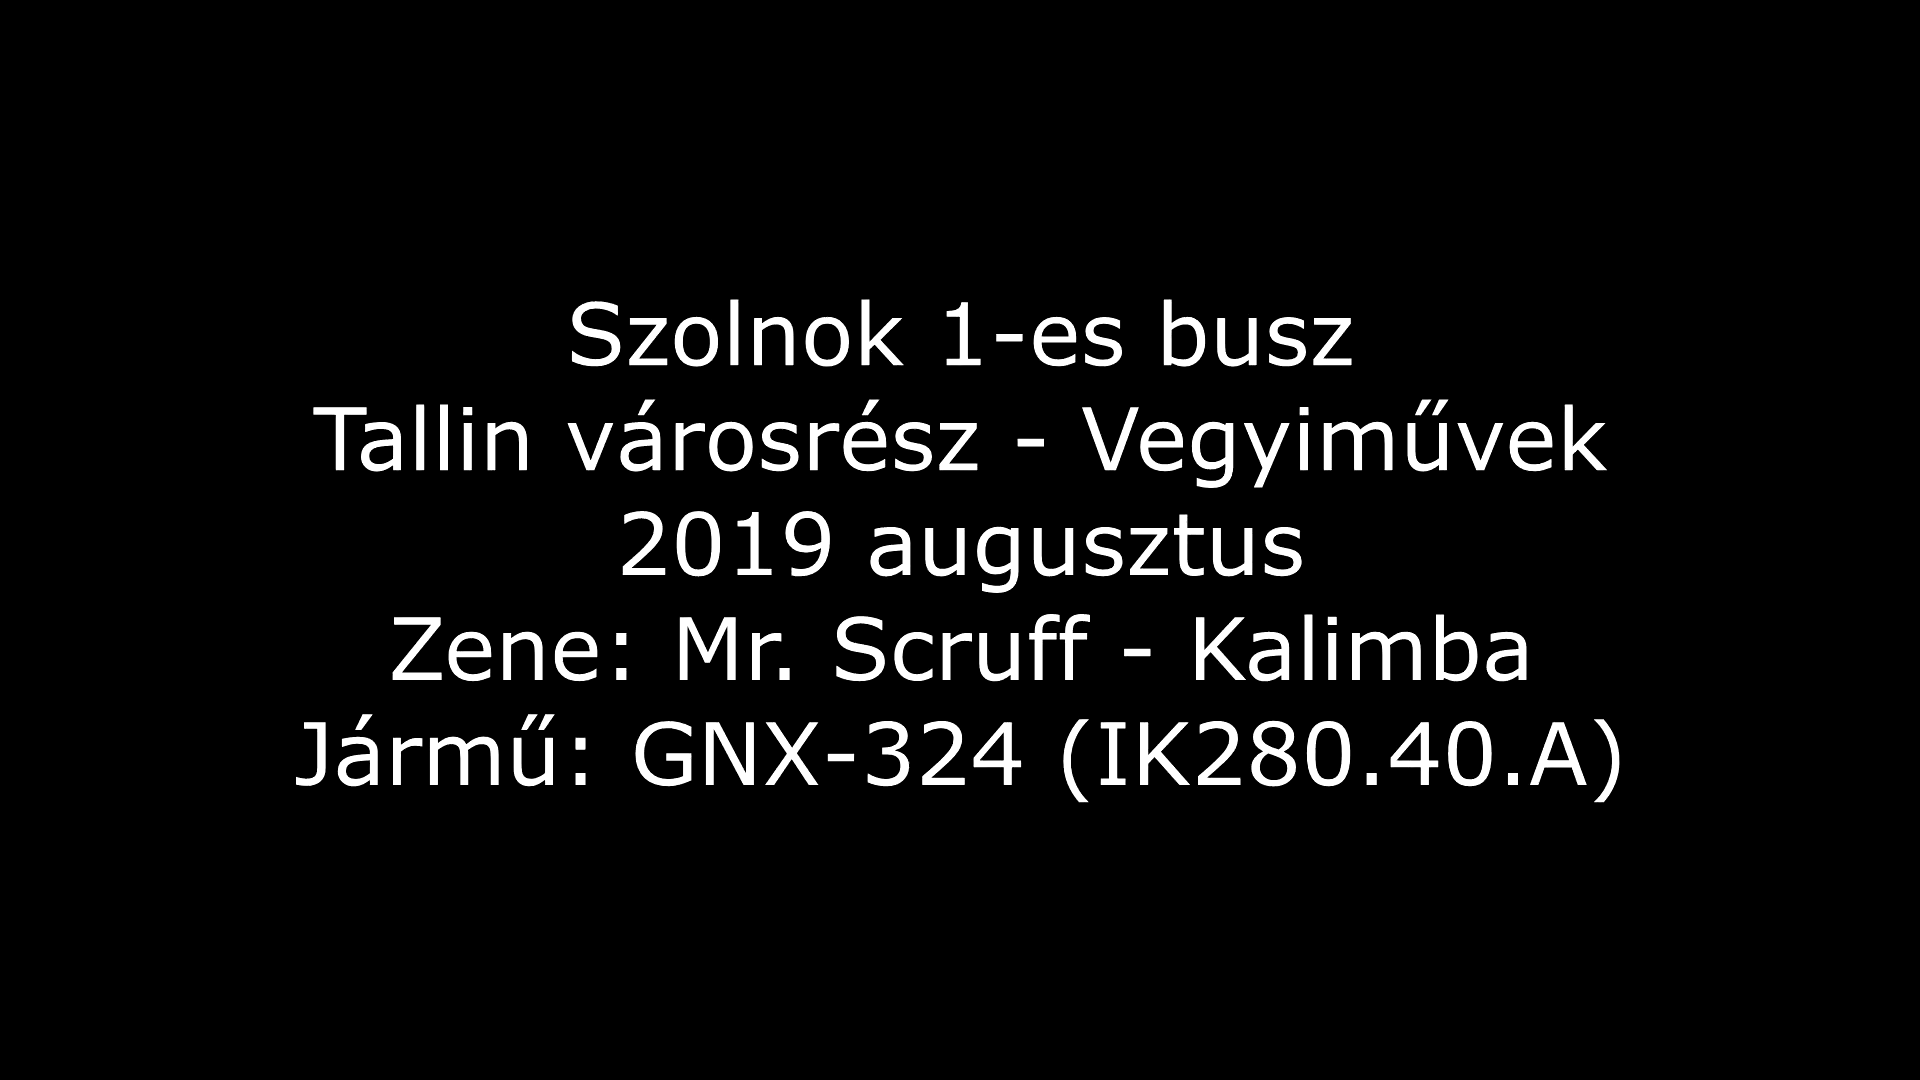 Szolnok 1-es busz
Tallin városrész - Vegyiművek
2019 augusztus
Zene: Mr. Scruff - Kalimba
Jármű: GNX-324 (IK280.40.A)